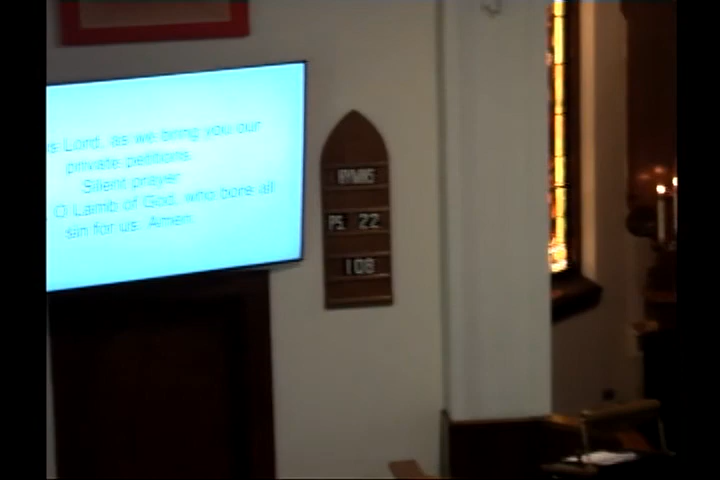 s Lord, as we bring you our
private petitions.
Silent prayer
O Lamb of God, who bore all
sin for us. Amen.
HYMNS
PS. 22
108